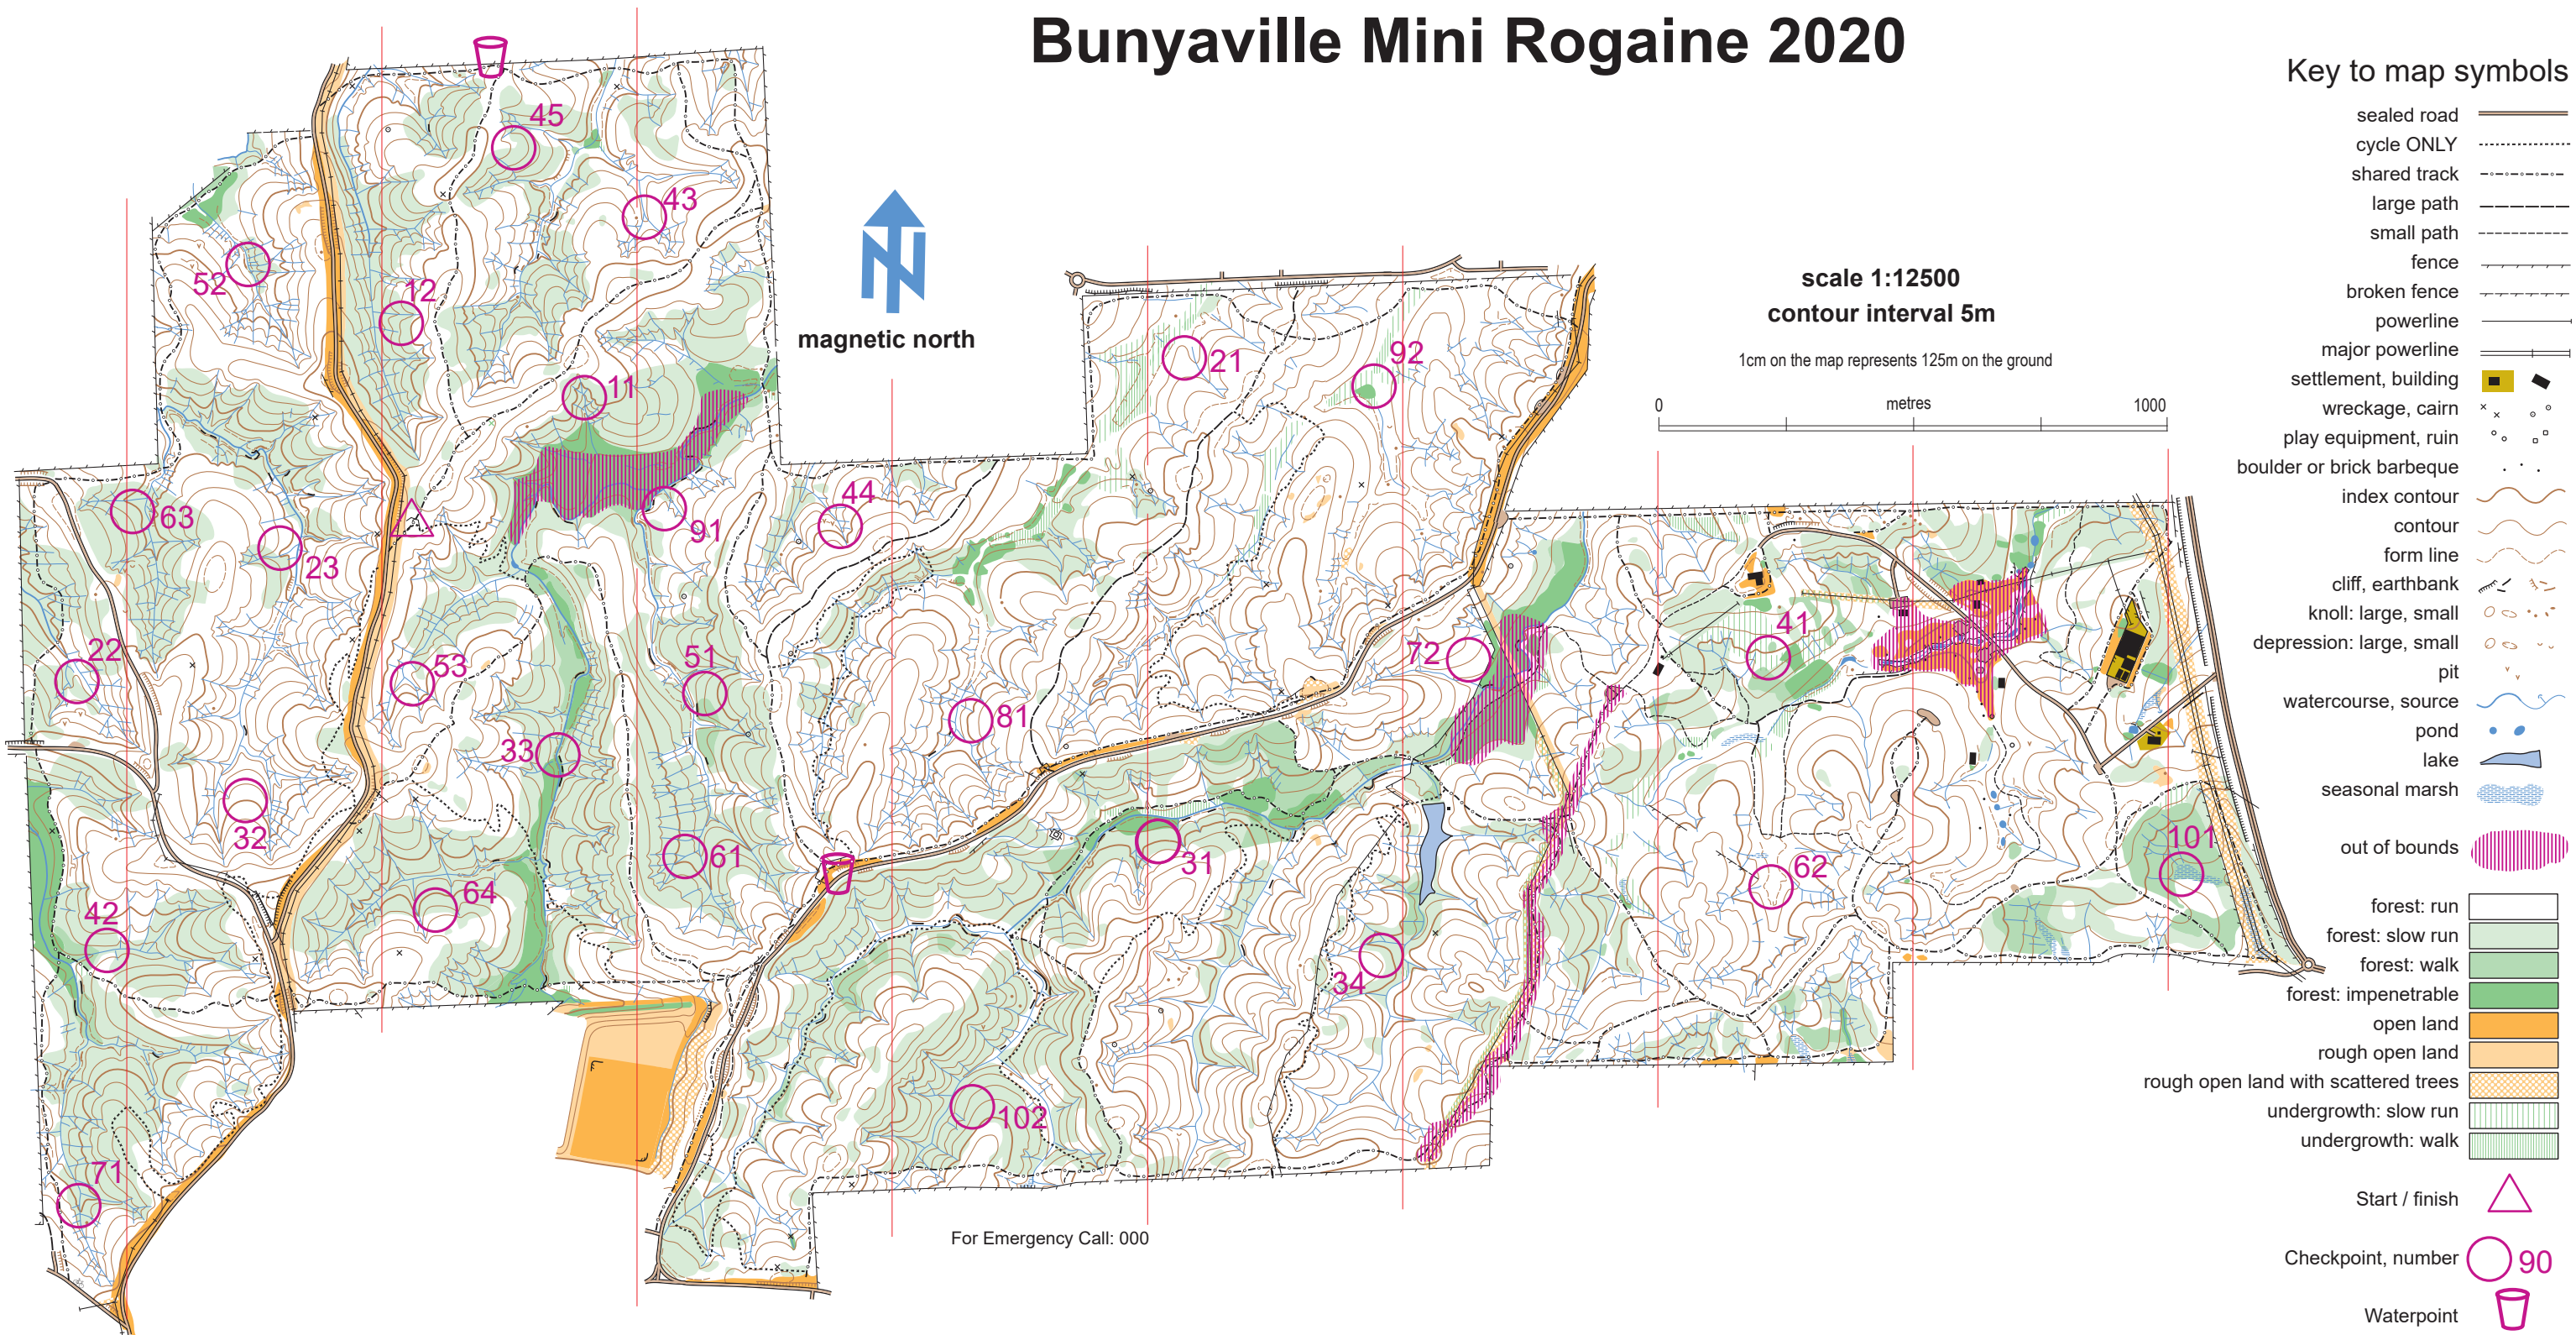 Bunyaville Mini Rogaine 2020
magnetic north
scale 1:12500
contour interval 5m
1cm on the map represents 125m on the ground
0 metres 1000
45
43
52
12
11
21
92
63
23
91
44
22
53
51
72
41
33
81
32
61
31
62
101
42
64
34
71
102
For Emergency Call: 000
Key to map symbols
sealed road
cycle ONLY
shared track
large path
small path
fence
broken fence
powerline
major powerline
settlement, building
wreckage, cairn
play equipment, ruin
boulder or brick barbeque
index contour
contour
form line
cliff, earthbank
knoll: large, small
depression: large, small
pit
watercourse, source
pond
lake
seasonal marsh
out of bounds
forest: run
forest: slow run
forest: walk
forest: impenetrable
open land
rough open land
rough open land with scattered trees
undergrowth: slow run
undergrowth: walk
Start / finish
Checkpoint, number 90
Waterpoint